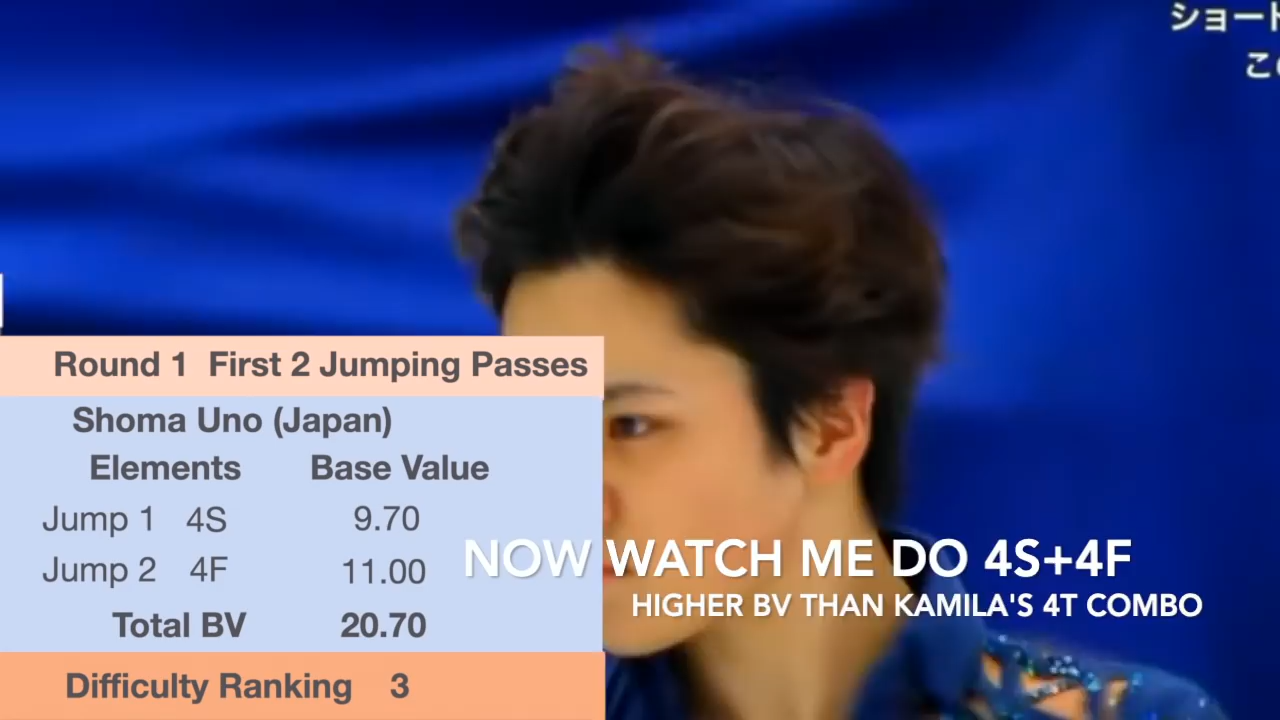 ショート
この
Round 1 First 2 Jumping Passes
Shoma Uno (Japan)
Elements Base Value
Jump 1 4S 9.70
Jump 2 4F 11.00
Total BV 20.70
Difficulty Ranking 3
NOW WATCH ME DO 4S+4F
HIGHER BV THAN KAMILA'S 4T COMBO